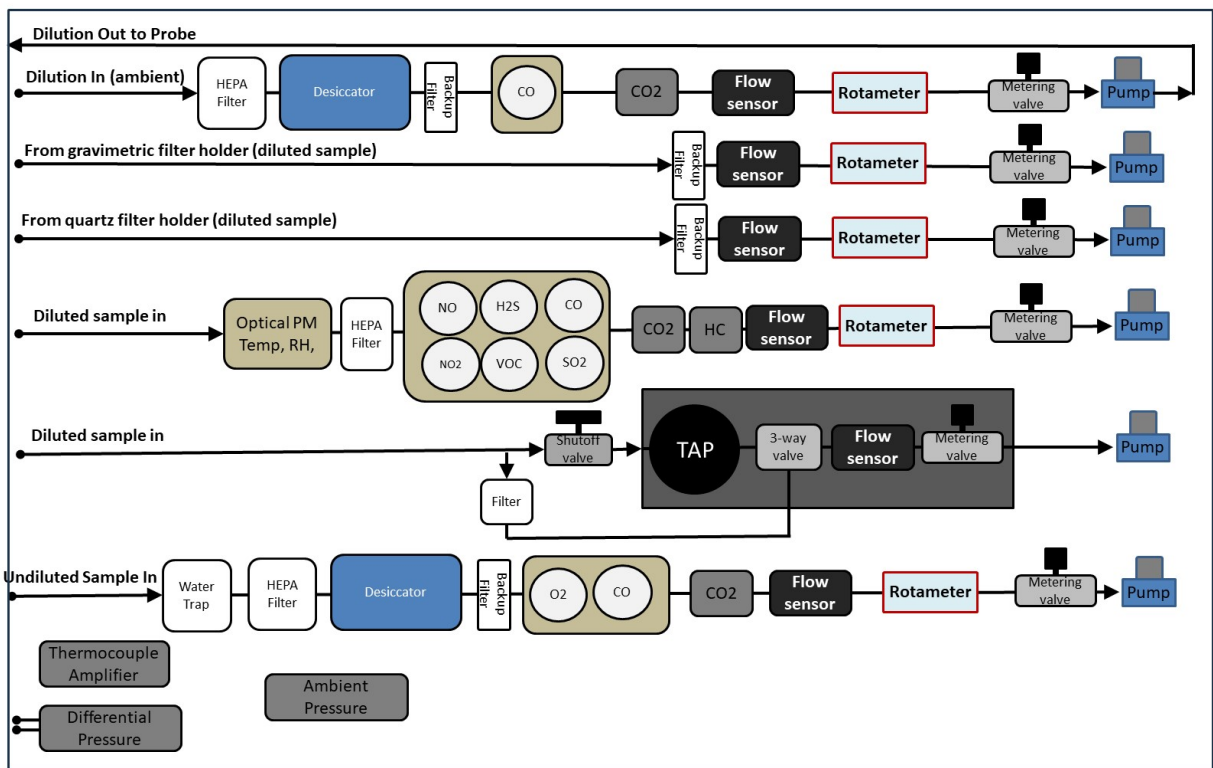 Dilution Out to Probe
Dilution In (ambient)
HEPA
Filter
Desiccator
Backup
Filter
CO
CO2
Flow
sensor
Rotameter
Metering
valve
Pump
From gravimetric filter holder (diluted sample)
Backup
Filter
Flow
sensor
Rotameter
Metering
valve
Pump
From quartz filter holder (diluted sample)
Backup
Filter
Flow
sensor
Rotameter
Metering
valve
Pump
Diluted sample in
Optical PM
Temp, RH,
HEPA
Filter
NO
H2S
CO
NO2
VOC
SO2
CO2
HC
Flow
sensor
Rotameter
Metering
valve
Pump
Diluted sample in
Shutoff
valve
Filter
TAP
3-way
valve
Flow
sensor
Metering
valve
Pump
Undiluted Sample In
Water
Trap
HEPA
Filter
Desiccator
Backup
Filter
O2
CO
CO2
Flow
sensor
Rotameter
Metering
valve
Pump
Thermocouple
Amplifier
Ambient
Pressure
Differential
Pressure